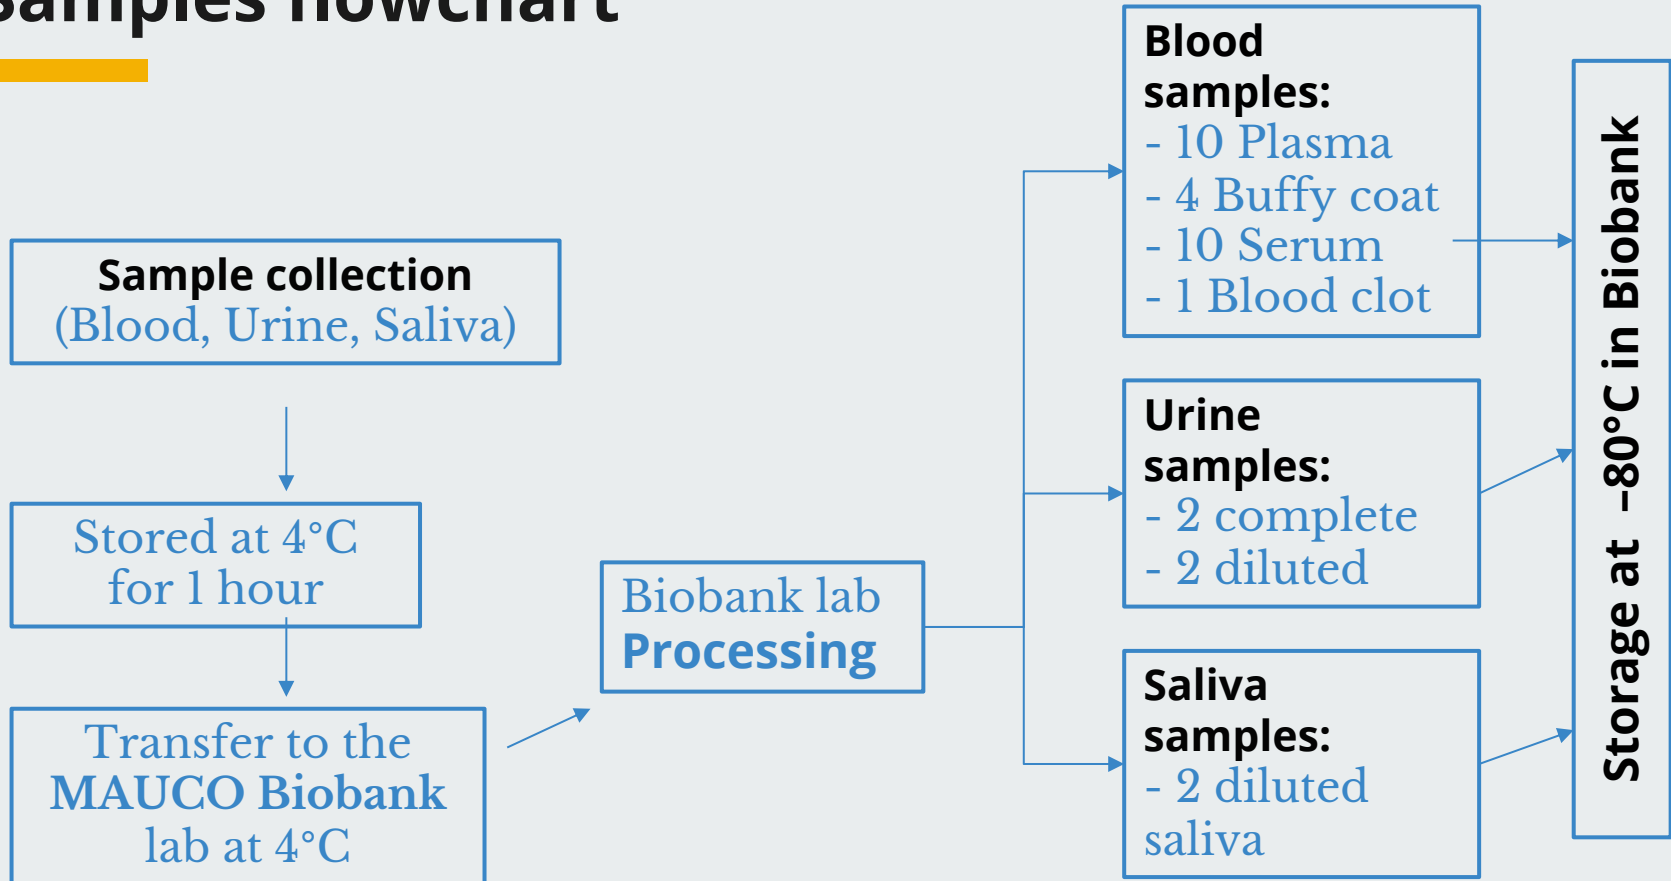 Samples flowchart
Sample collection
(Blood, Urine, Saliva)
Stored at 4°C
for 1 hour
Transfer to the
MAUCO Biobank
lab at 4°C
Biobank lab
Processing
Blood
samples:
- 10 Plasma
- 4 Buffy coat
- 10 Serum
- 1 Blood clot
Urine
samples:
- 2 complete
- 2 diluted
Saliva
samples:
- 2 diluted
saliva
Storage at –80°C in Biobank